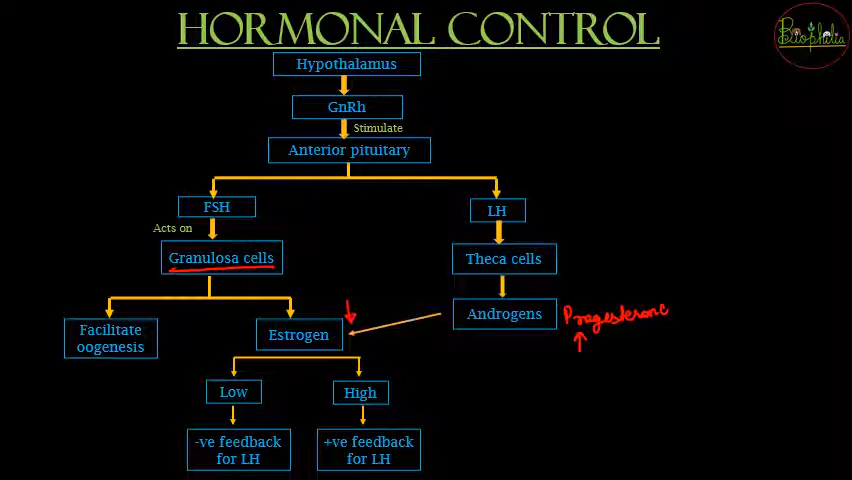 HORMONAL CONTROL
Biophilia
Hypothalamus
GnRh
Stimulate
Anterior pituitary
FSH
LH
Acts on
Granulosa cells
Theca cells
Androgens
Progesterone
Facilitate
oogenesis
Estrogen
Low
High
-ve feedback
for LH
+ve feedback
for LH